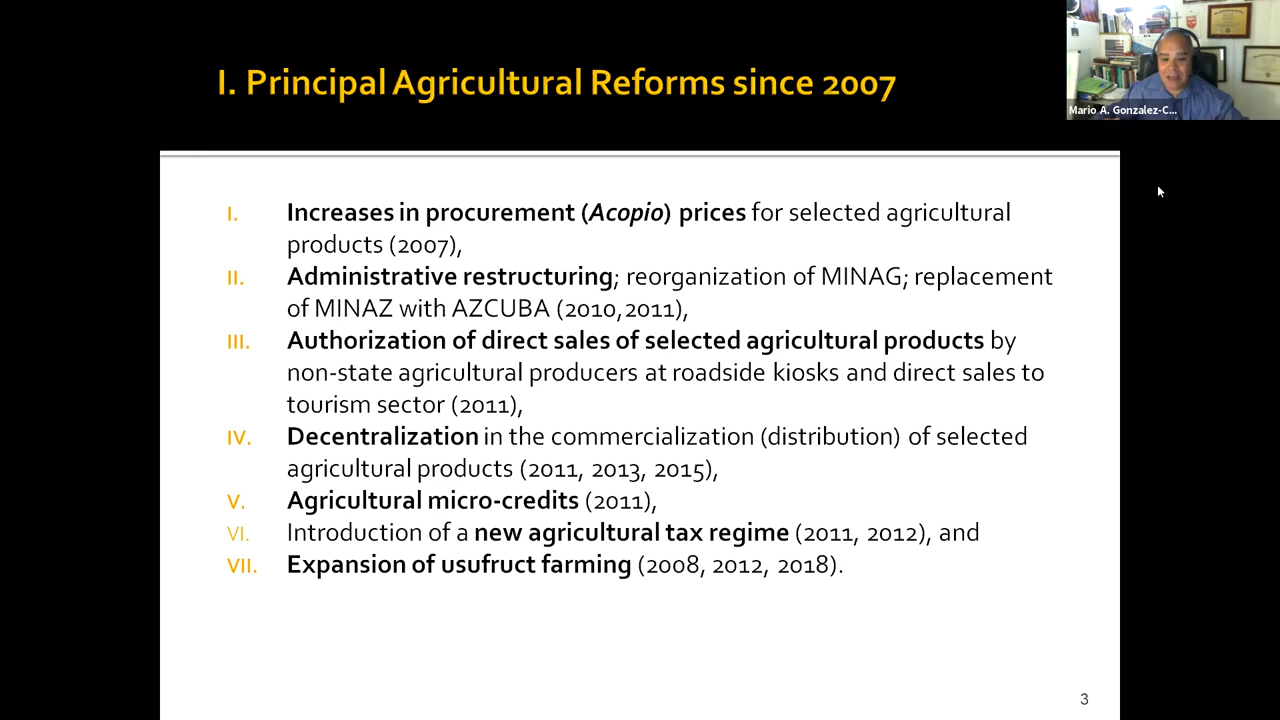 I. Principal Agricultural Reforms since 2007
Mario A. Gonzalez-C...
I. Increases in procurement (Acopio) prices for selected agricultural
products (2007),
II. Administrative restructuring; reorganization of MINAG; replacement
of MINAZ with AZCUBA (2010,2011),
III. Authorization of direct sales of selected agricultural products by
non-state agricultural producers at roadside kiosks and direct sales to
tourism sector (2011),
IV. Decentralization in the commercialization (distribution) of selected
agricultural products (2011, 2013, 2015),
V. Agricultural micro-credits (2011),
VI. Introduction of a new agricultural tax regime (2011, 2012), and
VII. Expansion of usufruct farming (2008, 2012, 2018).
3